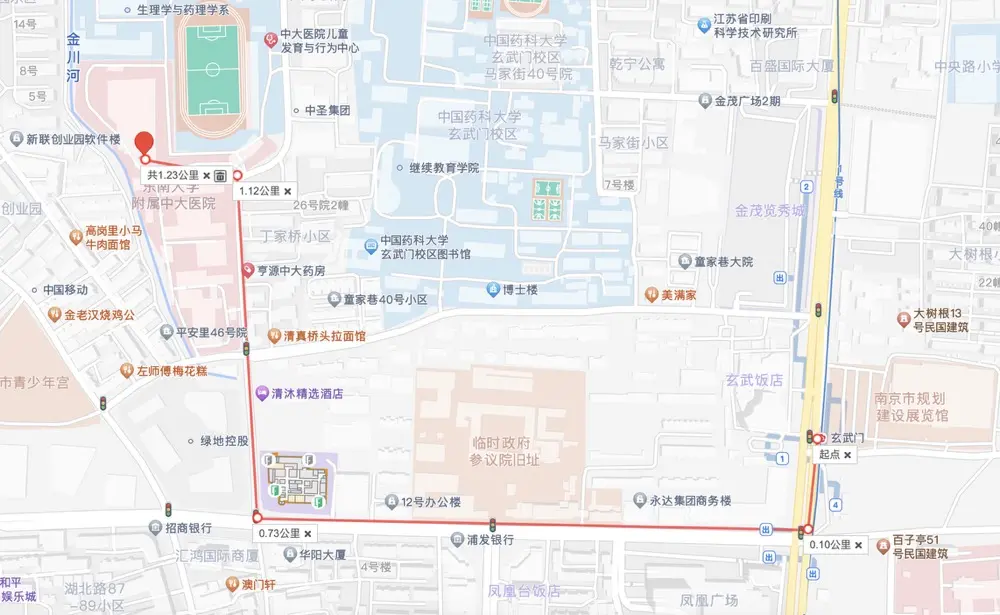 14号
8号
5号
金川河
生理学与药理学系
中大医院儿童
发育与行为中心
中圣集团
中国药科大学
玄武门校区
马家街40号院
江苏省印刷
科学技术研究所
乾宁公寓
百盛国际大厦
中央路小学
新联创业园软件楼
中国药科大学
玄武门校区
金茂广场2期
马家街小区
继续教育学院
7号楼
共1.23公里
东南大学
附属中大医院
1.12公里
26号院2幢
创业园
高岗里小马
牛肉面馆
丁家桥小区
中国药科大学
玄武门校区图书馆
金茂览秀城
2
1号线
40幢
亨源中大药房
童家巷大院
大树根小
22幢
中国移动
金老汉烧鸡公
童家巷40号小区
博士楼
美满家
出
大树根13
号民国建筑
平安里46号院
清真桥头拉面馆
左师傅梅花糕
市青少年宫
清沐精选酒店
玄武饭店
南京市规划
建设展览馆
绿地控股
临时政府
参议院旧址
玄武门
起点
1
12号办公楼
永达集团商务楼
4
招商银行
0.73公里
浦发银行
出
0.10公里
百子亭51
号民国建筑
汇鸿国际商厦
华阳大厦
4号楼
出
出
和平
娱乐城
湖北路87
-89小区
澳门轩
凤凰台饭店
凤凰广场